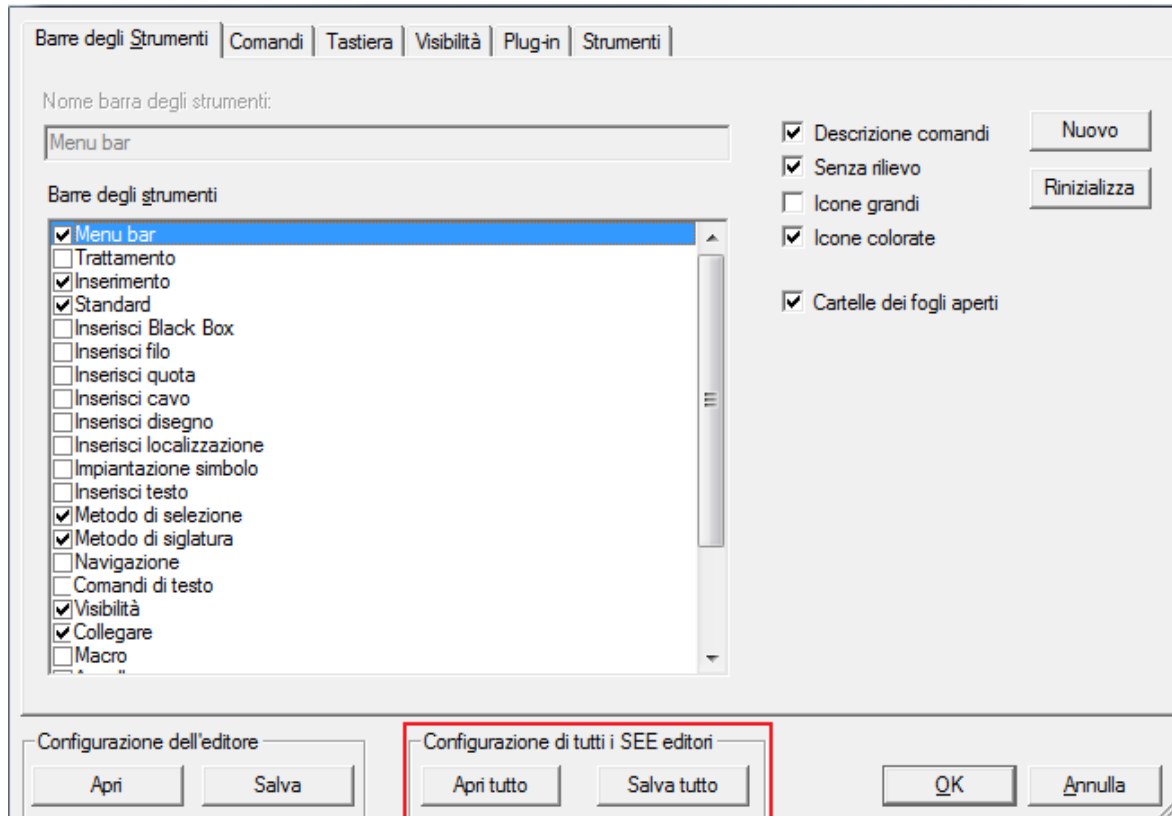 Barre degli Strumenti Comandi Tastiera Visibilità Plug-in Strumenti
Nome barra degli strumenti:
Menu bar
Barre degli strumenti
Menu bar
Trattamento
Inserimento
Standard
Inserisci Black Box
Inserisci filo
Inserisci quota
Inserisci cavo
Inserisci disegno
Inserisci localizzazione
Impiantazione simbolo
Inserisci testo
Metodo di selezione
Metodo di siglatura
Navigazione
Comandi di testo
Visibilità
Collegare
Macro
Descrizione comandi
Senza rilievo
Icone grandi
Icone colorate
Cartelle dei fogli aperti
Nuovo
Rinizializza
Configurazione dell'editore
Apri Salva
Configurazione di tutti i SEE editori
Apri tutto Salva tutto
OK Annulla